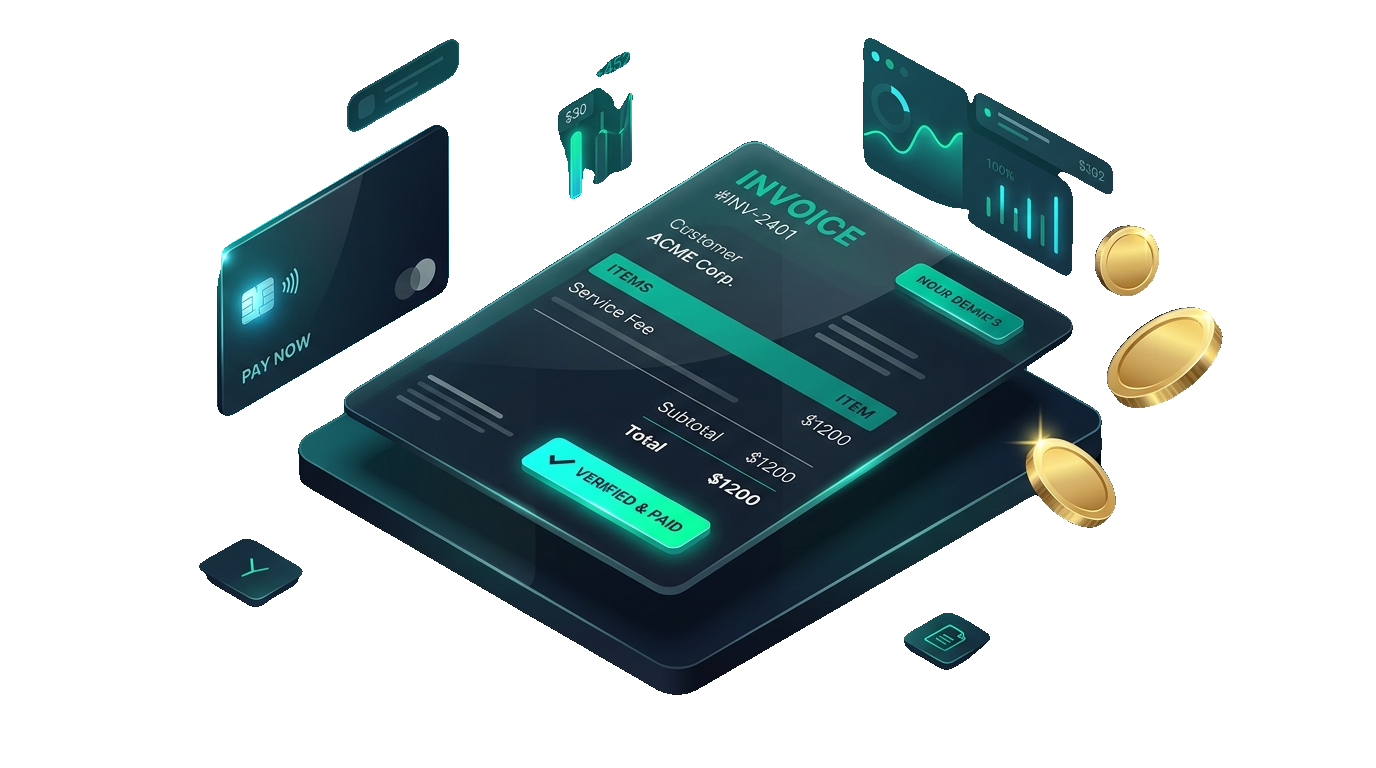 $30
100%
$302
INVOICE
#INV-2401
Customer
ACME Corp.
ITEMS
ITEM
Service Fee
$1200
Subtotal
$1200
Total
$1200
VERIFIED & PAID
PAY NOW